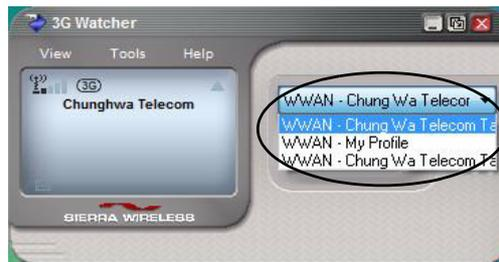 3G Watcher
View Tools Help
3G
Chunghwa Telecom
WWAN - Chung Wa Telecor
WWAN - Chung Wa Telecom Ta
WWAN - My Profile
WWAN - Chung Wa Telecom Ta
SIERRA WIRELESS